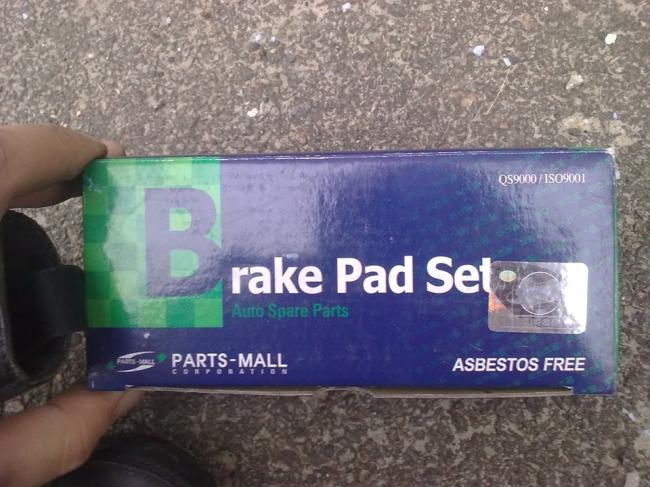 QS9000 / ISO9001
Brake Pad Set
Auto Spare Parts
PARTS-MALL
PARTS-MALL
CORPORATION
ASBESTOS FREE